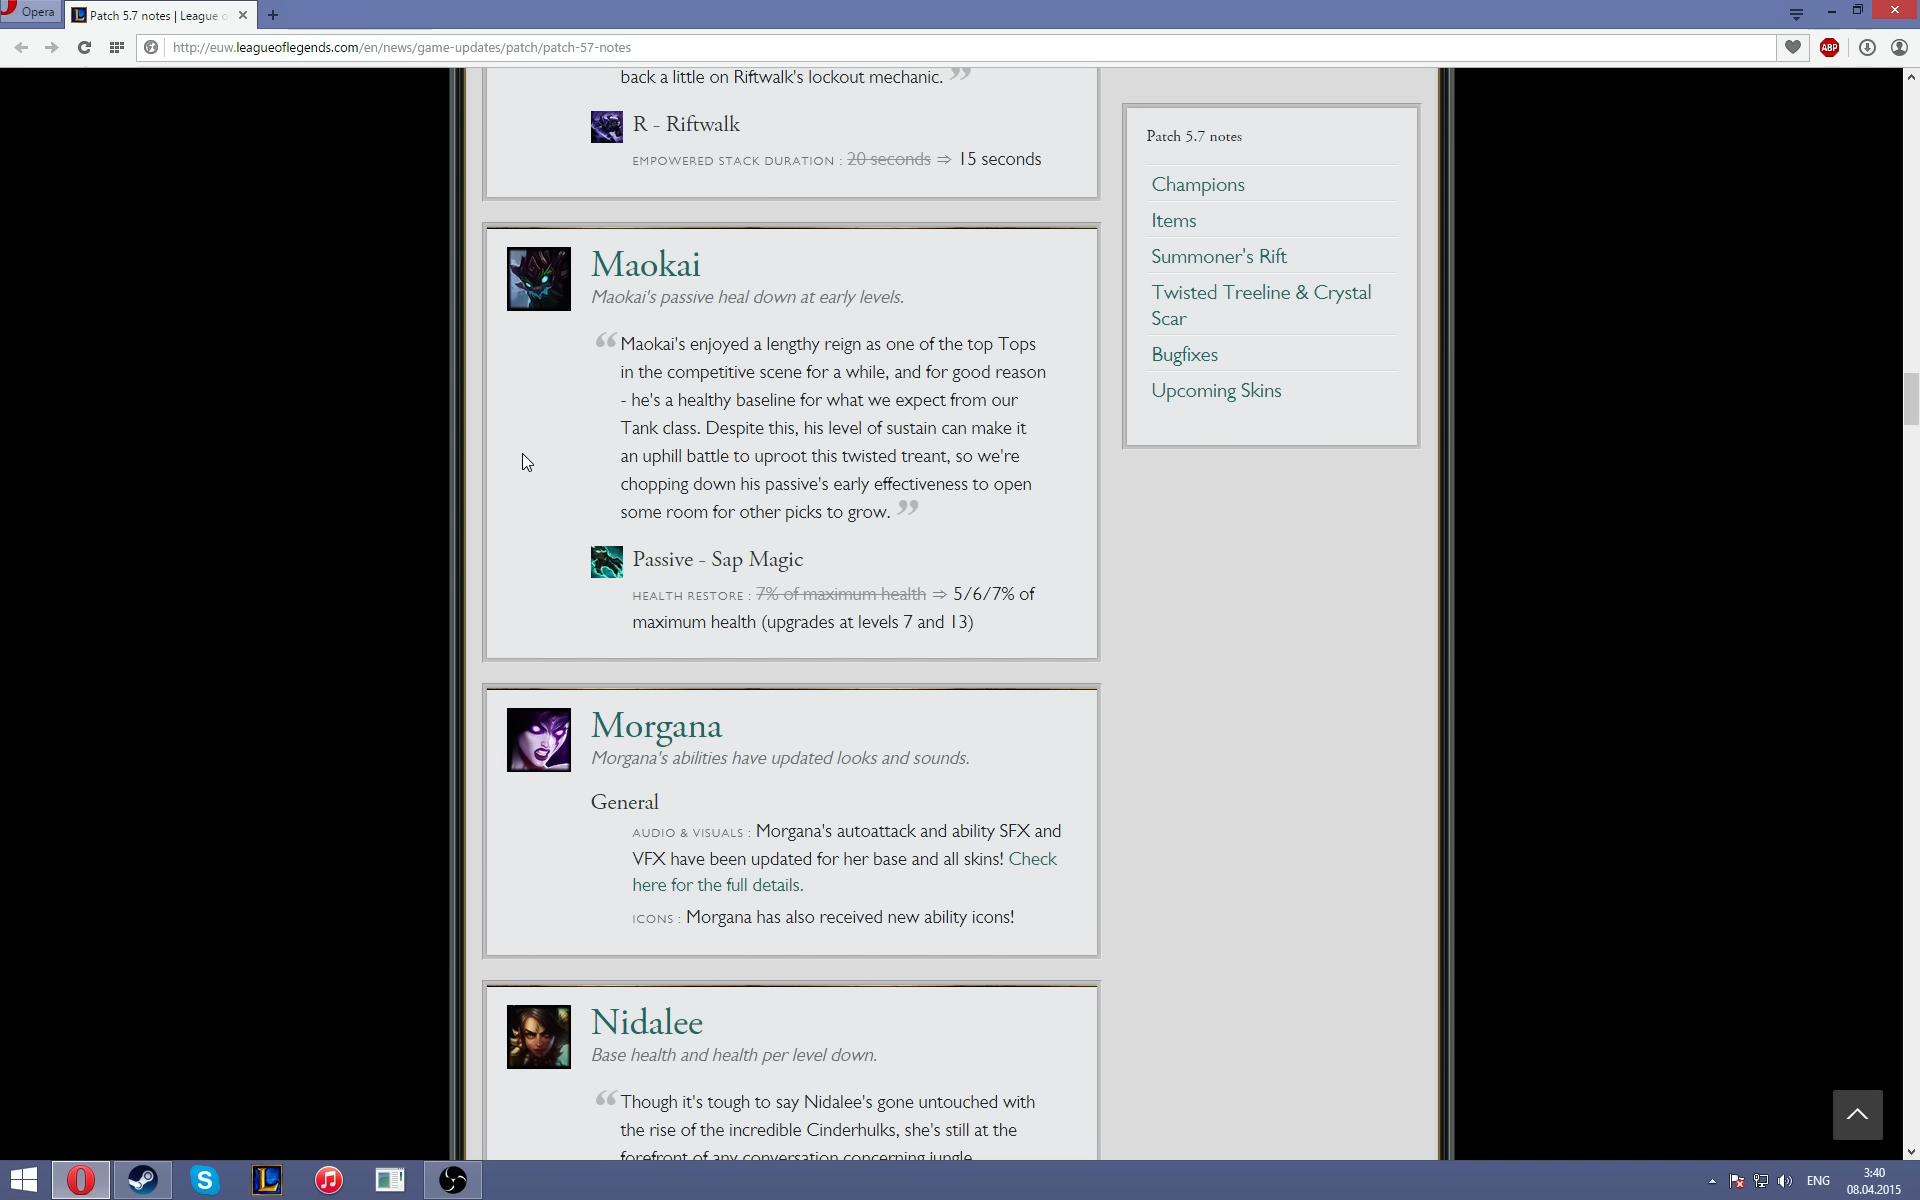 Opera
Patch 5.7 notes | League o
http://euw.leagueoflegends.com/en/news/game-updates/patch/patch-57-notes
ABP
back a little on Riftwalk's lockout mechanic. ”
R - Riftwalk
EMPOWERED STACK DURATION : 20 seconds ⇒ 15 seconds
Maokai
Maokai's passive heal down at early levels.
“ Maokai's enjoyed a lengthy reign as one of the top Tops
in the competitive scene for a while, and for good reason
- he's a healthy baseline for what we expect from our
Tank class. Despite this, his level of sustain can make it
an uphill battle to uproot this twisted treant, so we're
chopping down his passive's early effectiveness to open
some room for other picks to grow. ”
Passive - Sap Magic
HEALTH RESTORE : 7% of maximum health ⇒ 5/6/7% of
maximum health (upgrades at levels 7 and 13)
Morgana
Morgana's abilities have updated looks and sounds.
General
AUDIO & VISUALS : Morgana's autoattack and ability SFX and
VFX have been updated for her base and all skins! Check
here for the full details.
ICONS : Morgana has also received new ability icons!
Nidalee
Base health and health per level down.
“ Though it's tough to say Nidalee's gone untouched with
the rise of the incredible Cinderhulks, she's still at the
forefront of any conversation concerning jungle
Patch 5.7 notes
Champions
Items
Summoner's Rift
Twisted Treeline & Crystal
Scar
Bugfixes
Upcoming Skins
ENG
3:40
08.04.2015